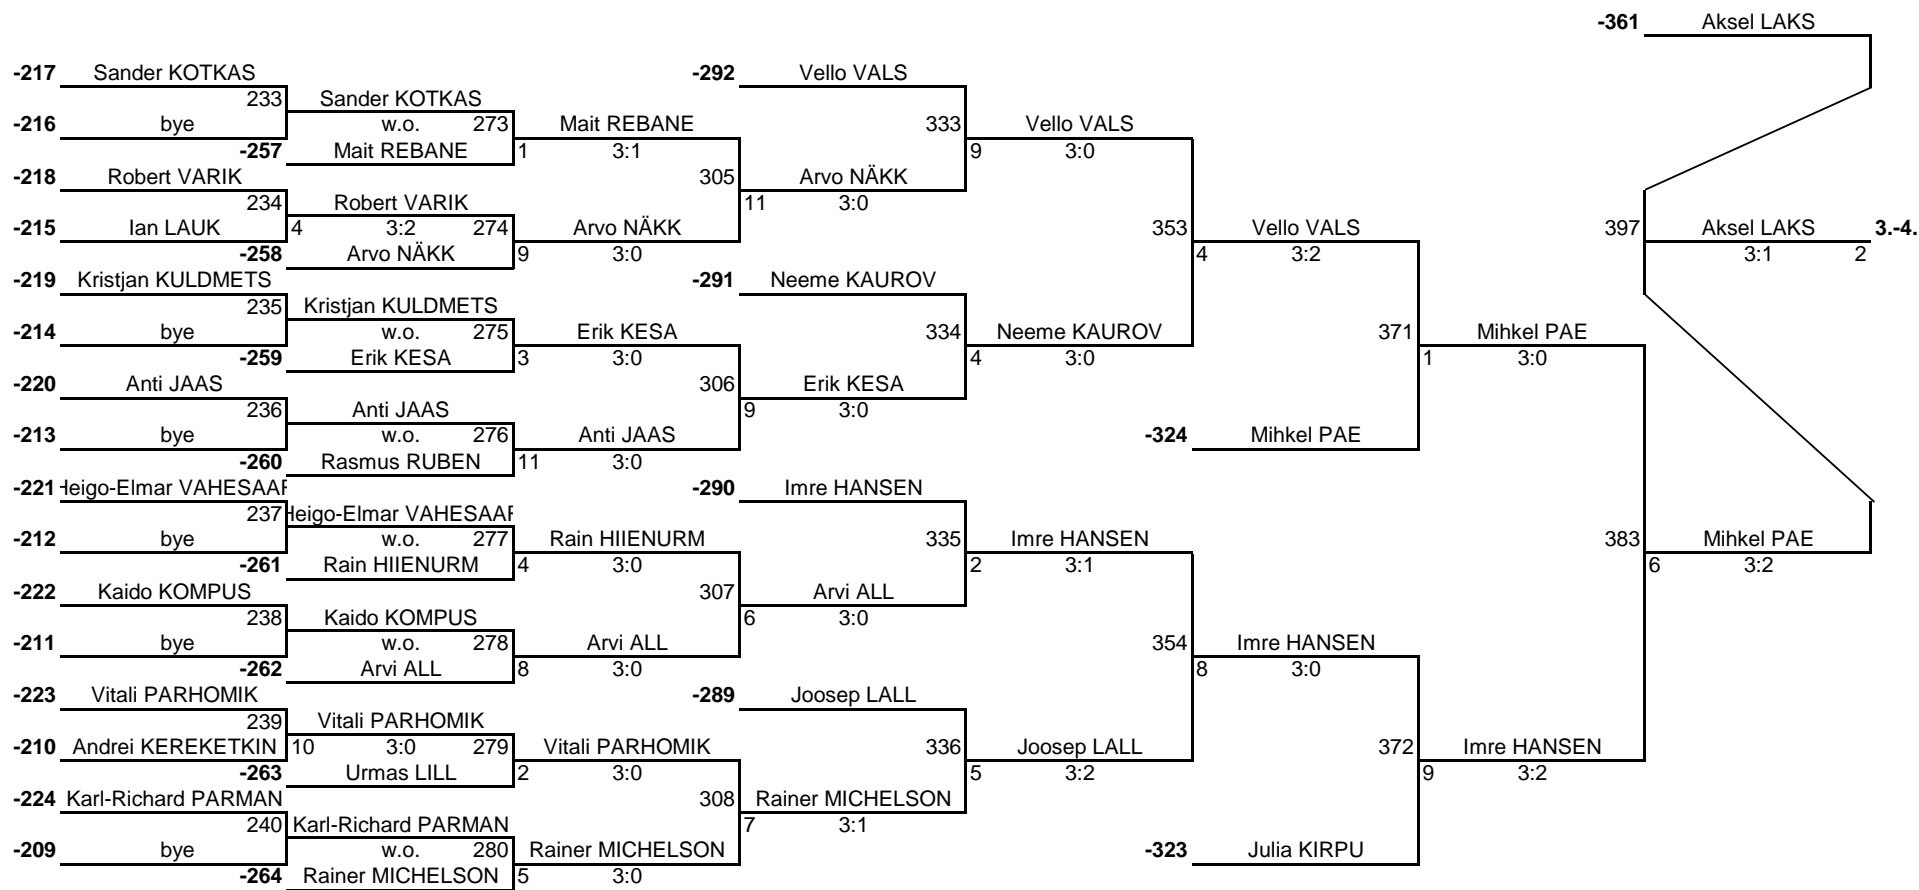 -361 Aksel LAKS
-217 Sander KOTKAS -292 Vello VALS
233 Sander KOTKAS
-216 bye w.o. 273 Mait REBANE 333 Vello VALS
-257 Mait REBANE 1 3:1 9 3:0
-218 Robert VARIK 305 Arvo NÄKK
234 Robert VARIK 11 3:0
-215 Ian LAUK 4 3:2 274 Arvo NÄKK 353 Vello VALS 397 Aksel LAKS 3.-4.
-258 Arvo NÄKK 9 3:0 4 3:2 3:1 2
-219 Kristjan KULDMETS -291 Neeme KAUROV
235 Kristjan KULDMETS
-214 bye w.o. 275 Erik KESA 334 Neeme KAUROV 371 Mihkel PAE
-259 Erik KESA 3 3:0 4 3:0 1 3:0
-220 Anti JAAS 306 Erik KESA
236 Anti JAAS 9 3:0
-213 bye w.o. 276 Anti JAAS -324 Mihkel PAE
-260 Rasmus RUBEN 11 3:0
-221 Heigo-Elmar VAHESAAR -290 Imre HANSEN
237 Heigo-Elmar VAHESAAR
-212 bye w.o. 277 Rain HIIENURM 335 Imre HANSEN 383 Mihkel PAE
-261 Rain HIIENURM 4 3:0 2 3:1 6 3:2
-222 Kaido KOMPUS 307 Arvi ALL
238 Kaido KOMPUS 6 3:0
-211 bye w.o. 278 Arvi ALL 354 Imre HANSEN
-262 Arvi ALL 8 3:0 8 3:0
-223 Vitali PARHOMIK -289 Joosep LALL
239 Vitali PARHOMIK
-210 Andrei KEREKETKIN 10 3:0 279 Vitali PARHOMIK 336 Joosep LALL 372 Imre HANSEN
-263 Urmas LILL 2 3:0 5 3:2 9 3:2
-224 Karl-Richard PARMAN 308 Rainer MICHELSON
240 Karl-Richard PARMAN 7 3:1
-209 bye w.o. 280 Rainer MICHELSON -323 Julia KIRPU
-264 Rainer MICHELSON 5 3:0